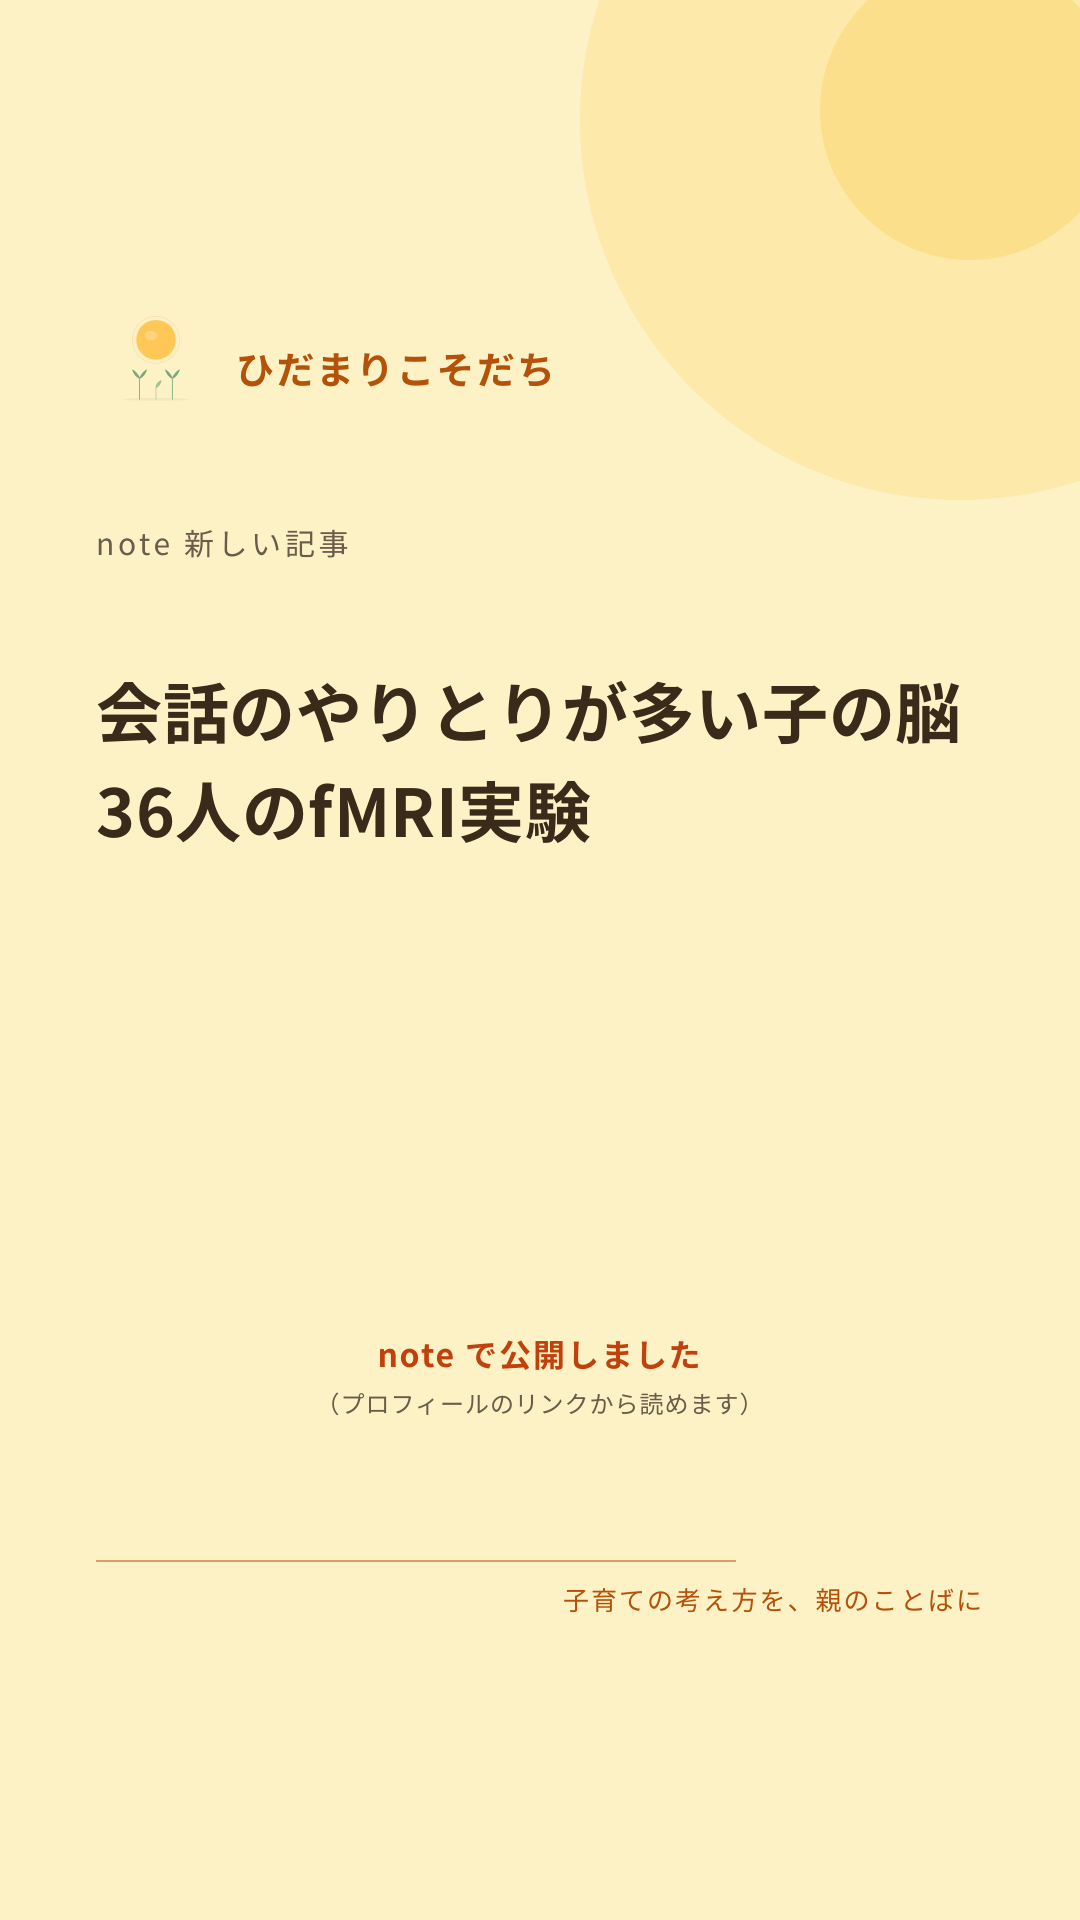 ひだまりこそだち
note 新しい記事
会話のやりとりが多い子の脳
36人のfMRI実験
note で公開しました
（プロフィールのリンクから読めます）
子育ての考え方を、親のことばに